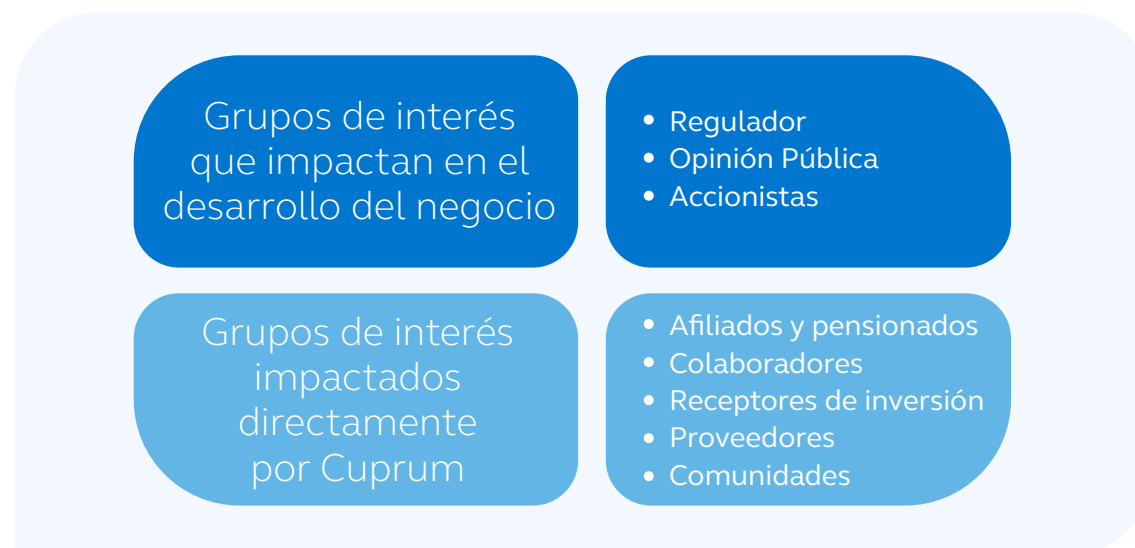 Grupos de interés
que impactan en el
desarrollo del negocio
• Regulador
• Opinión Pública
• Accionistas
Grupos de interés
impactados
directamente
por Cuprum
• Afiliados y pensionados
• Colaboradores
• Receptores de inversión
• Proveedores
• Comunidades